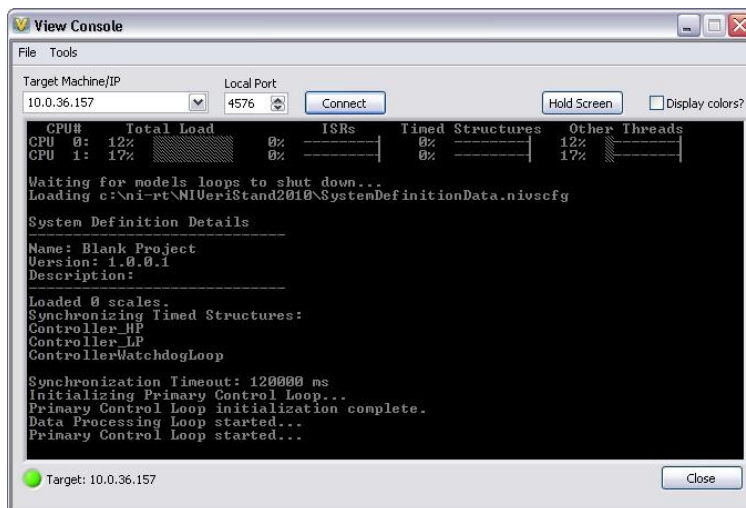 View Console
File Tools
Target Machine/IP
Local Port
10.0.36.157
4576
Connect
Hold Screen
Display colors?
CPU# Total Load ISRs Timed Structures Other Threads
CPU 0: 12% 0% 0% 12%
CPU 1: 17% 0% 0% 17%
Waiting for models loops to shut down...
Loading c:\ni-rt\NIVeriStand2010\SystemDefinitionData.nivscfg
System Definition Details
-------------------------------
Name: Blank Project
Version: 1.0.0.1
Description:
-------------------------------
Loaded 0 scales.
Synchronizing Timed Structures:
Controller_HP
Controller_LP
ControllerWatchdogLoop
Synchronization Timeout: 120000 ms
Initializing Primary Control Loop...
Primary Control Loop initialization complete.
Data Processing Loop started...
Primary Control Loop started...
Target: 10.0.36.157
Close